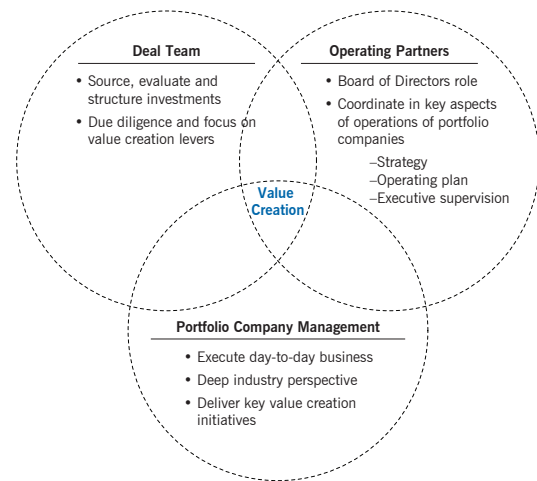 Deal Team
• Source, evaluate and
structure investments
• Due diligence and focus on
value creation levers
Operating Partners
• Board of Directors role
• Coordinate in key aspects
of operations of portfolio
companies
–Strategy
–Operating plan
–Executive supervision
Value
Creation
Portfolio Company Management
• Execute day-to-day business
• Deep industry perspective
• Deliver key value creation
initiatives